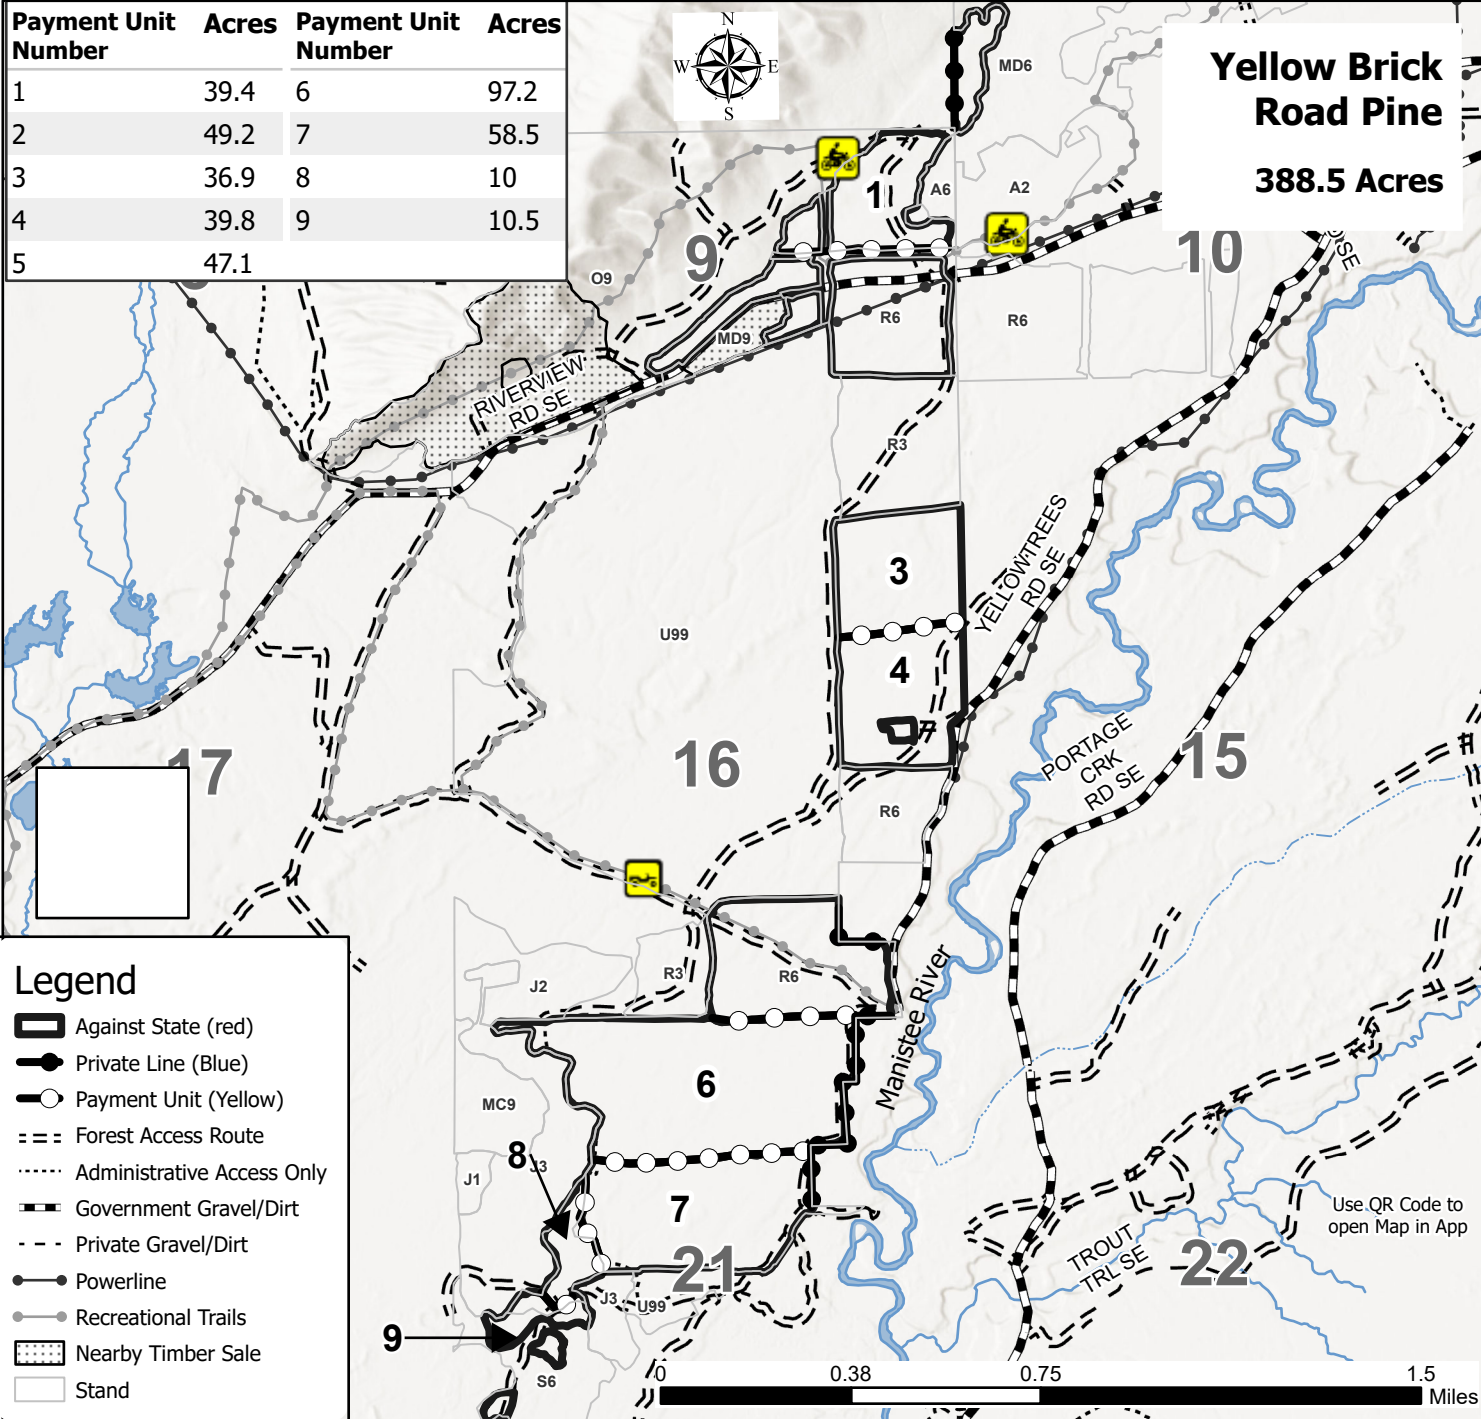 Payment Unit Number Acres Payment Unit Number Acres
1 39.4 6 97.2
2 49.2 7 58.5
3 36.9 8 10
4 39.8 9 10.5
5 47.1
N
W E
S
Yellow Brick
Road Pine
388.5 Acres
MD6
1
A6
A2
9
10
SE
O9
R6
R6
MD9
RIVERVIEW
RD SE
R3
3
YELLOW TREES
RD SE
U99
4
17
16
15
PORTAGE
CRK
RD SE
R6
R3
R6
J2
Manistee River
6
MC9
8
J3
J1
7
21
22
TROUT
TRL SE
Use QR Code to
open Map in App
J3
U99
9
S6
Legend
Against State (red)
Private Line (Blue)
Payment Unit (Yellow)
Forest Access Route
Administrative Access Only
Government Gravel/Dirt
Private Gravel/Dirt
Powerline
Recreational Trails
Nearby Timber Sale
Stand
0 0.38 0.75 1.5
Miles